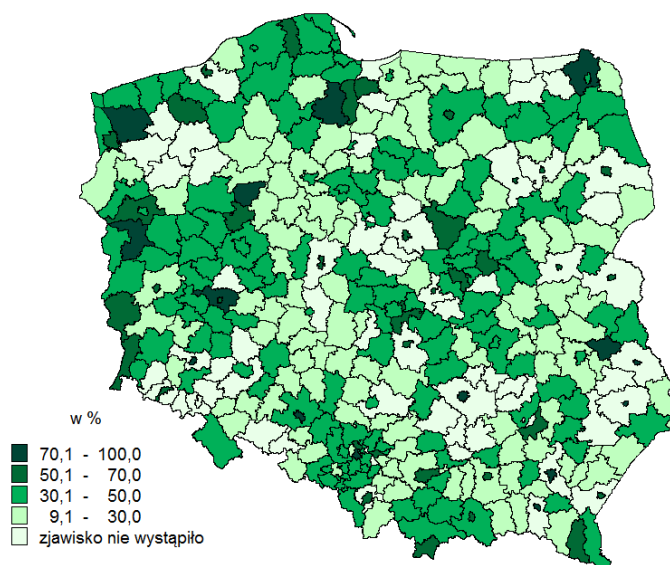 w %
70,1 - 100,0
50,1 - 70,0
30,1 - 50,0
9,1 - 30,0
zjawisko nie wystąpiło